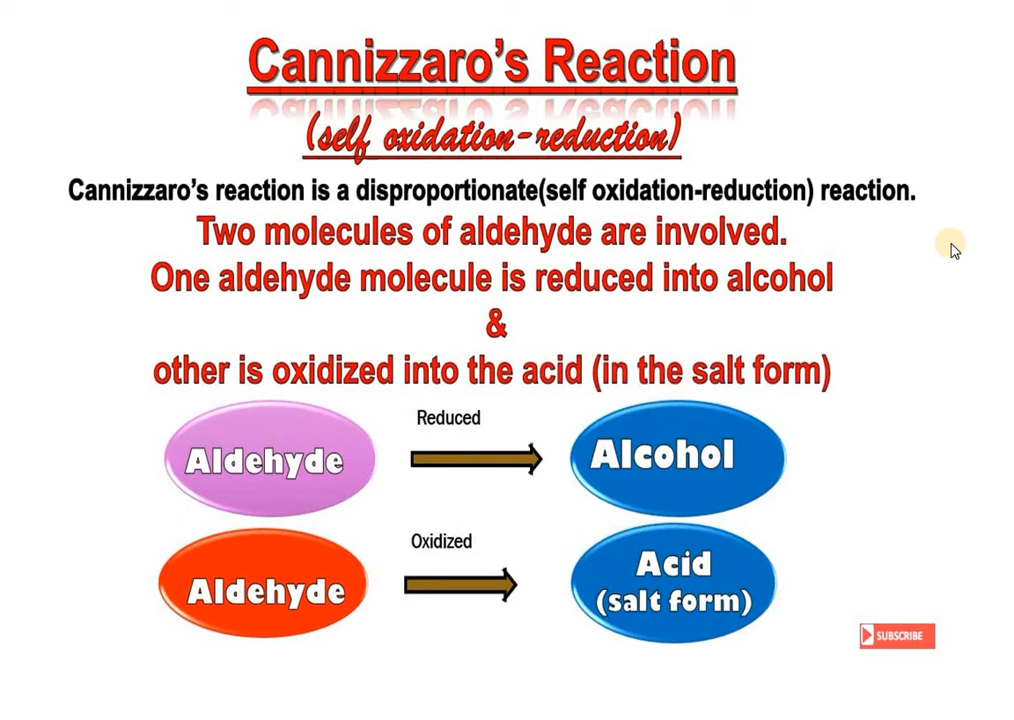 Cannizzaro's Reaction
(self oxidation-reduction)
Cannizzaro's reaction is a disproportionate(self oxidation-reduction) reaction.
Two molecules of aldehyde are involved.
One aldehyde molecule is reduced into alcohol
&
other is oxidized into the acid (in the salt form)
Reduced
Aldehyde
Alcohol
Oxidized
Aldehyde
Acid
(salt form)
SUBSCRIBE